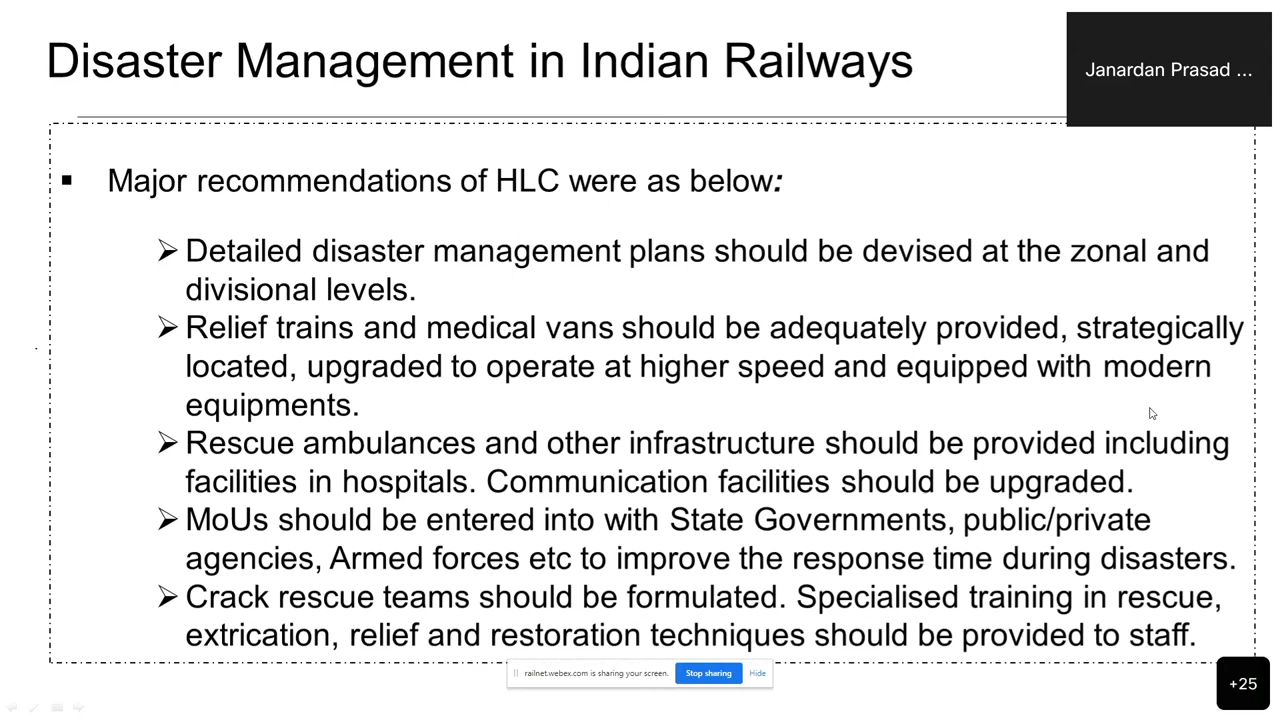 Disaster Management in Indian Railways
Janardan Prasad ...
▪ Major recommendations of HLC were as below:
➢ Detailed disaster management plans should be devised at the zonal and
divisional levels.
➢ Relief trains and medical vans should be adequately provided, strategically
located, upgraded to operate at higher speed and equipped with modern
equipments.
➢ Rescue ambulances and other infrastructure should be provided including
facilities in hospitals. Communication facilities should be upgraded.
➢ MoUs should be entered into with State Governments, public/private
agencies, Armed forces etc to improve the response time during disasters.
➢ Crack rescue teams should be formulated. Specialised training in rescue,
extrication, relief and restoration techniques should be provided to staff.
railnet.webex.com is sharing your screen. Stop sharing Hide
+25